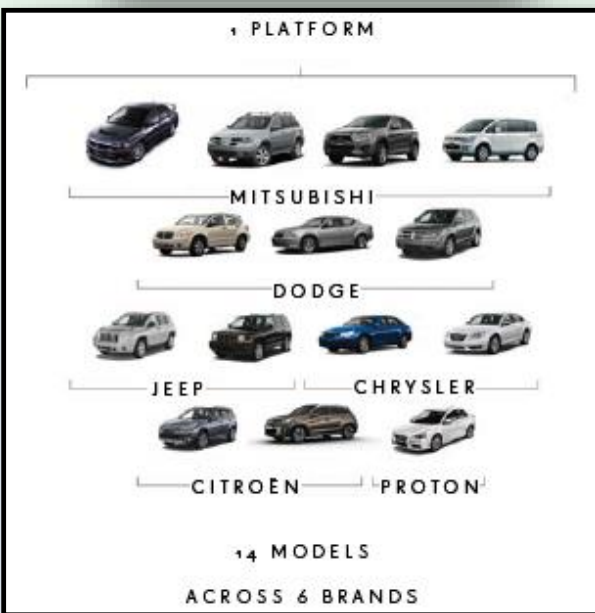 1 PLATFORM
MITSUBISHI
DODGE
JEEP CHRYSLER
CITROËN PROTON
14 MODELS
ACROSS 6 BRANDS